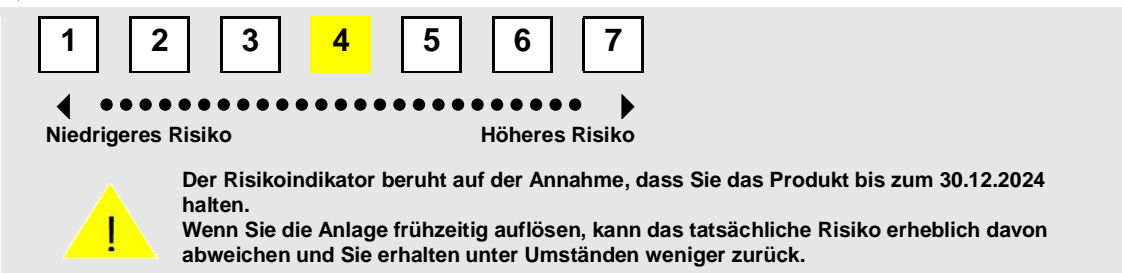 1 2 3 4 5 6 7
Niedrigeres Risiko Höheres Risiko
Der Risikoindikator beruht auf der Annahme, dass Sie das Produkt bis zum 30.12.2024
halten.
!
Wenn Sie die Anlage frühzeitig auflösen, kann das tatsächliche Risiko erheblich davon
abweichen und Sie erhalten unter Umständen weniger zurück.